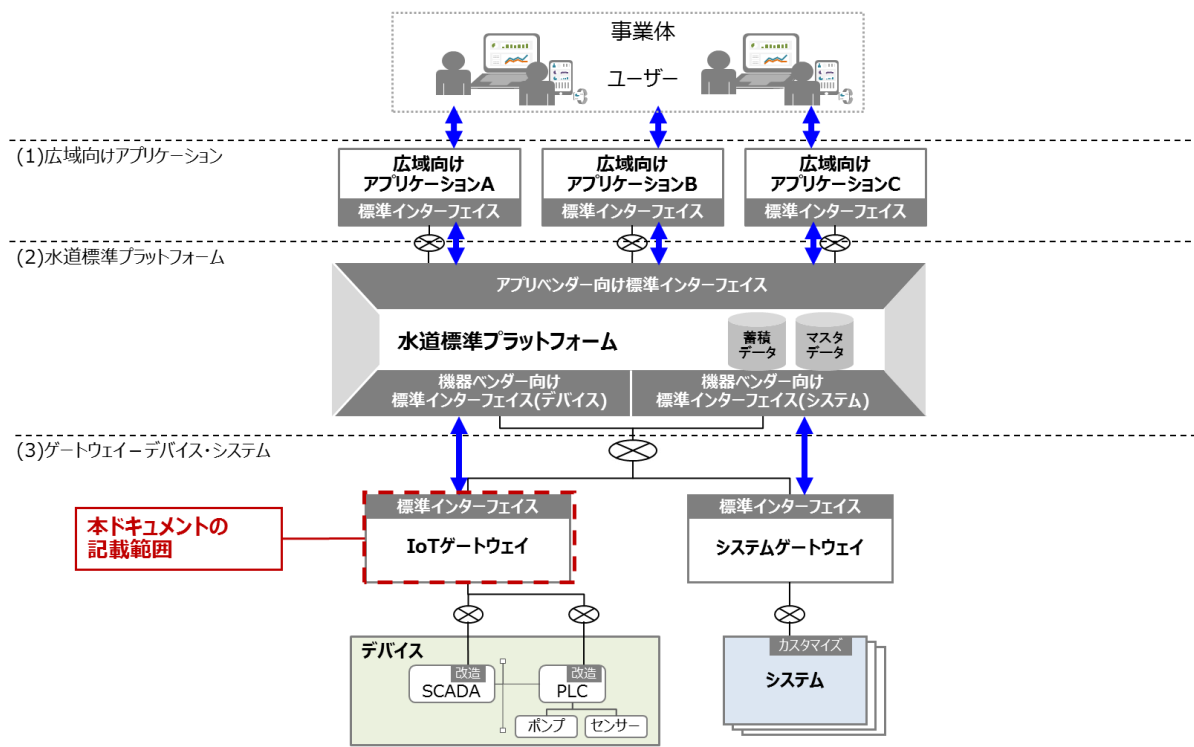 事業体
ユーザー
(1)広域向けアプリケーション
広域向け
アプリケーションA
標準インターフェイス
広域向け
アプリケーションB
標準インターフェイス
広域向け
アプリケーションC
標準インターフェイス
(2)水道標準プラットフォーム
アプリベンダー向け標準インターフェイス
水道標準プラットフォーム
蓄積
データ
マスタ
データ
機器ベンダー向け
標準インターフェイス(デバイス)
機器ベンダー向け
標準インターフェイス(システム)
(3)ゲートウェイ－デバイス・システム
本ドキュメントの
記載範囲
標準インターフェイス
IoTゲートウェイ
標準インターフェイス
システムゲートウェイ
デバイス
改造
SCADA
改造
PLC
ポンプ
センサー
カスタマイズ
システム